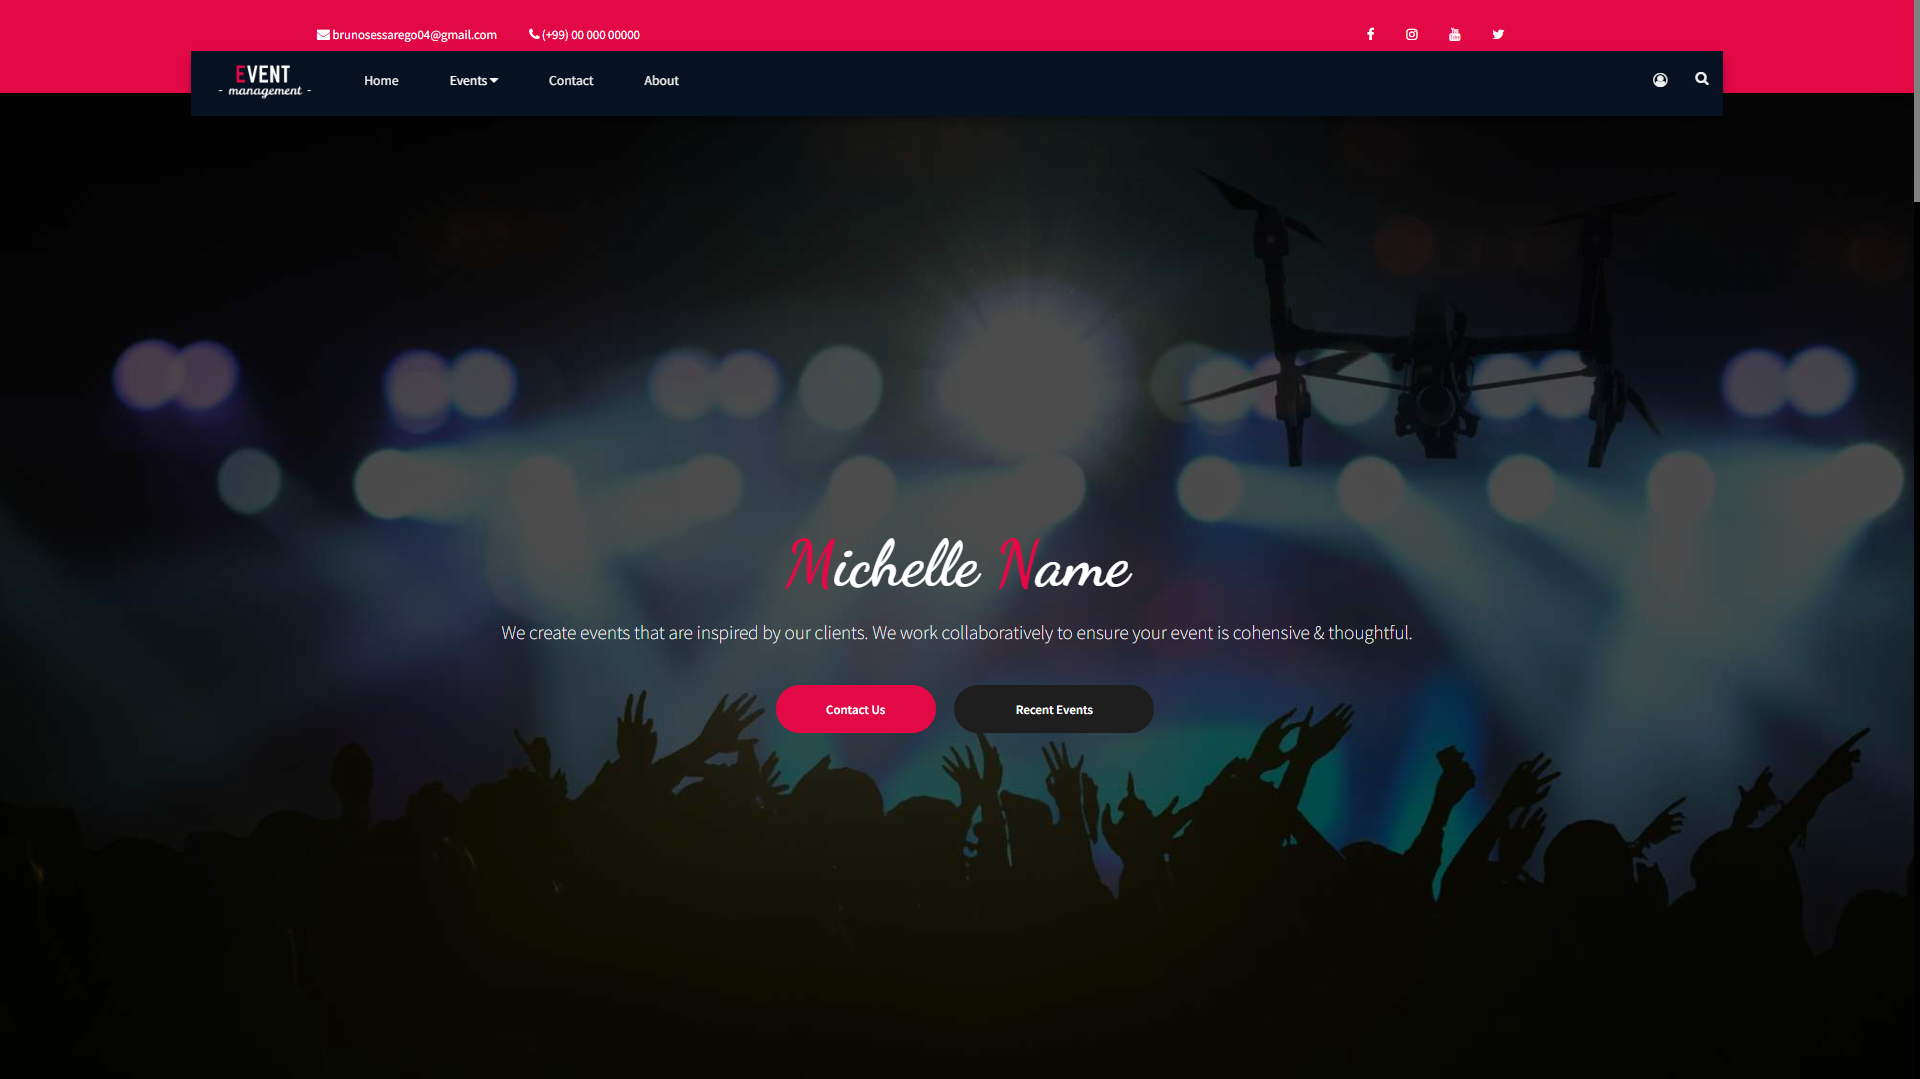 brunosessarego04@gmail.com (+99) 00 000 00000
EVENT
- management -
Home Events Contact About
Michelle Name
We create events that are inspired by our clients. We work collaboratively to ensure your event is cohensive & thoughtful.
Contact Us Recent Events